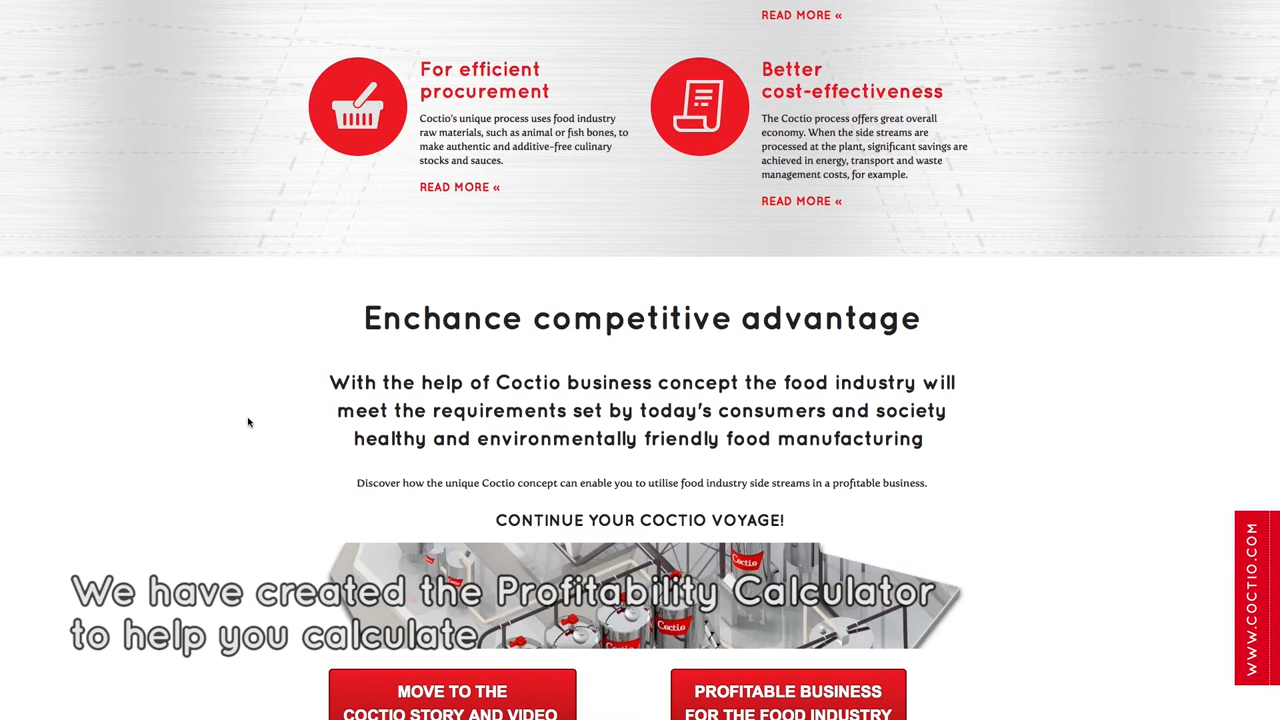 READ MORE «
For efficient
procurement
Coctio's unique process uses food industry
raw materials, such as animal or fish bones, to
make authentic and additive-free culinary
stocks and sauces.
READ MORE «
Better
cost-effectiveness
The Coctio process offers great overall
economy. When the side streams are
processed at the plant, significant savings are
achieved in energy, transport and waste
management costs, for example.
READ MORE «
Enchance competitive advantage
With the help of Coctio business concept the food industry will
meet the requirements set by today's consumers and society
healthy and environmentally friendly food manufacturing
Discover how the unique Coctio concept can enable you to utilise food industry side streams in a profitable business.
CONTINUE YOUR COCTIO VOYAGE!
Coctio
Coctio
Coctio
We have created the Profitability Calculator
to help you calculate
MOVE TO THE
COCTIO STORY AND VIDEO
PROFITABLE BUSINESS
FOR THE FOOD INDUSTRY
WWW.COCTIO.COM